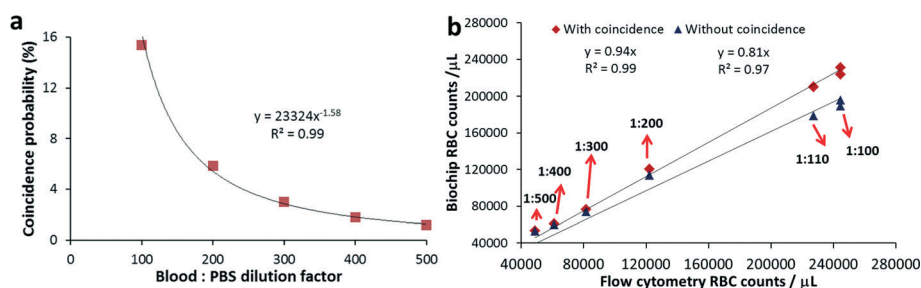 a
Coincidence probability (%)
16
12
8
4
0
y = 23324x^-1.58
R² = 0.99
0 100 200 300 400 500
Blood : PBS dilution factor
b
Biochip RBC counts /μL
280000
240000
200000
160000
120000
80000
40000
With coincidence Without coincidence
y = 0.94x y = 0.81x
R² = 0.99 R² = 0.97
1:500
1:400
1:300
1:200
1:110
1:100
40000 80000 120000 160000 200000 240000 280000
Flow cytometry RBC counts / μL